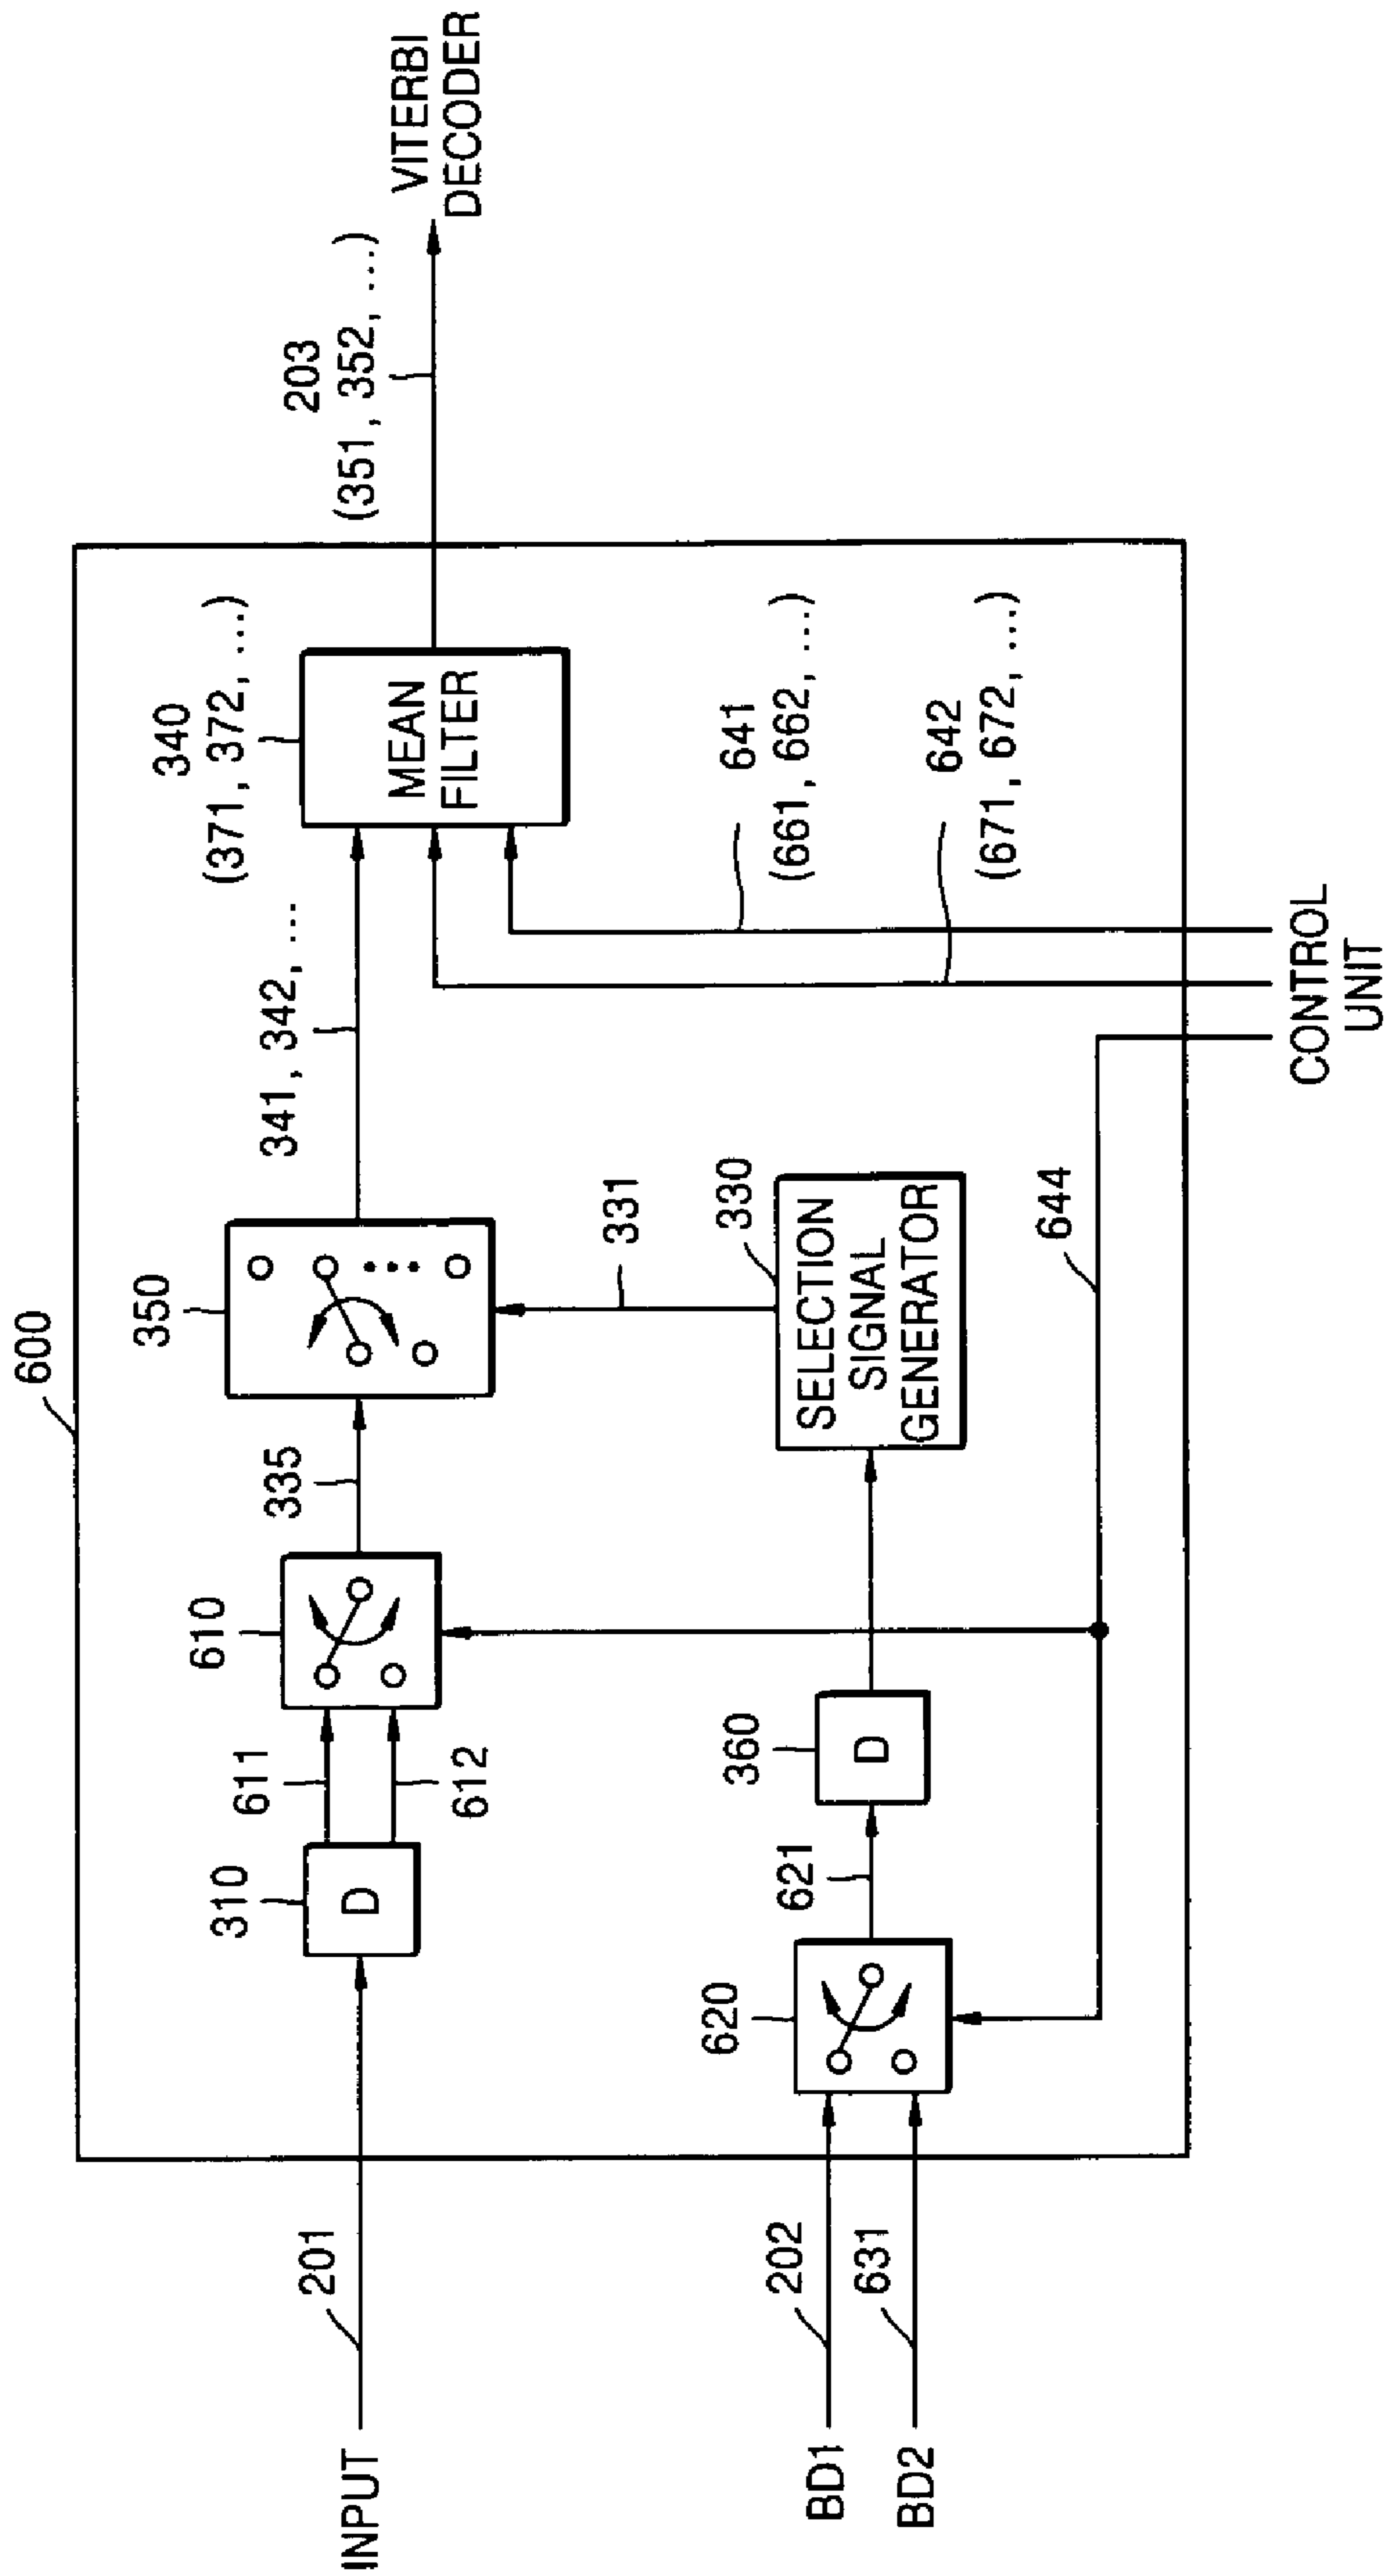 600
340
(371, 372, ...)
203
(351, 352, ...)
VITERBI
DECODER
MEAN
FILTER
350
341, 342, ...
610
335
310
611
612
INPUT
201
331
641
(661, 662, ...)
642
(671, 672, ...)
330
SELECTION
SIGNAL
GENERATOR
D
620
621
360
D
BD1
202
BD2
631
644
CONTROL
UNIT